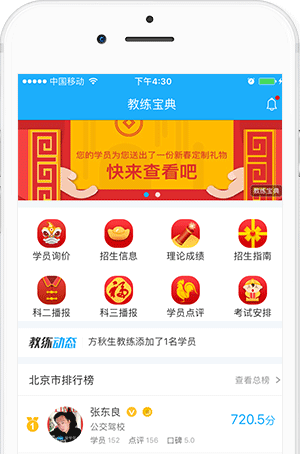 中国移动 下午4:30
教练宝典
您的学员为您送出了一份新春定制礼物
快来查看吧
教练宝典
学员询价 招生信息 理论成绩 招生指南
科二播报 科三播报 学员点评 考试安排
教练动态 方秋生教练添加了1名学员
北京市排行榜 查看总榜
1 张东良 720.5分
公交驾校
学员 152 点评 156 口碑 5.0